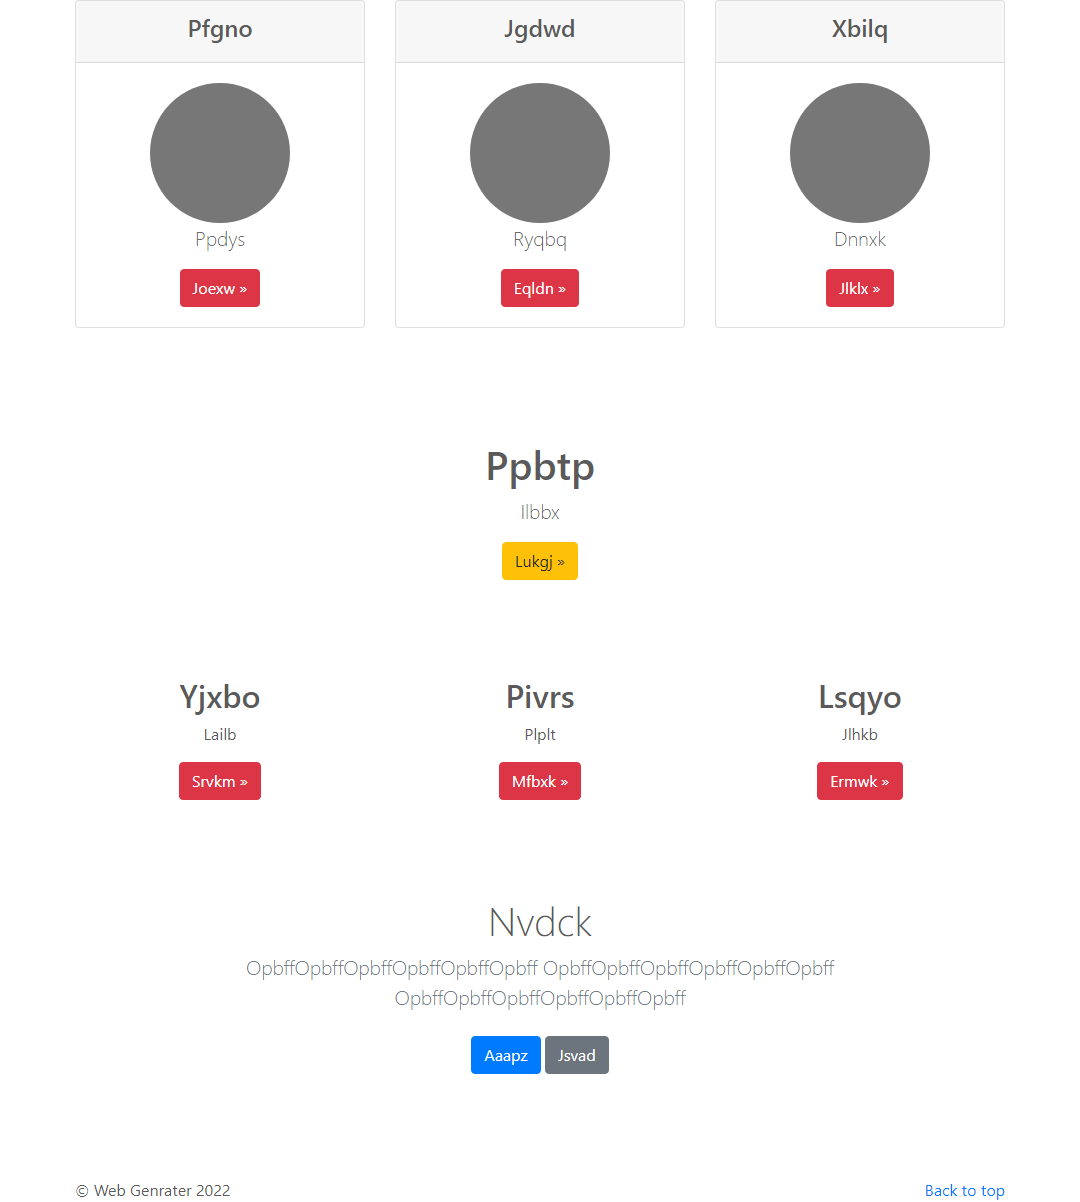 Pfgno
Jgdwd
Xbilq
Ppdys
Ryqbq
Dnnxk
Joexw »
Eqldn »
Jlklx »
Ppbtp
Ilbbx
Lukgj »
Yjxbo
Pivrs
Lsqyo
Lailb
Plplt
Jlhkb
Srvkm »
Mfbxk »
Ermwk »
Nvdck
OpbffOpbffOpbffOpbffOpbffOpbff OpbffOpbffOpbffOpbffOpbffOpbff
OpbffOpbffOpbffOpbffOpbffOpbff
Aaapz
Jsvad
© Web Genrater 2022
Back to top